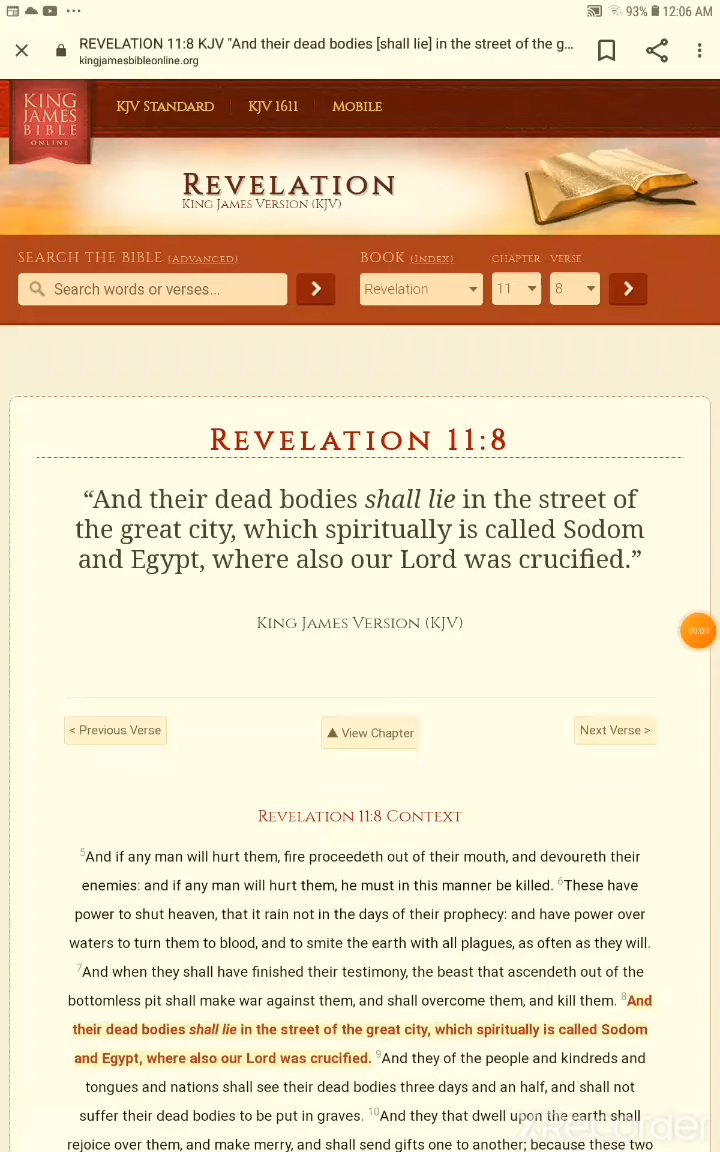 93% 12:06 AM
REVELATION 11:8 KJV "And their dead bodies [shall lie] in the street of the g...
kingjamesbibleonline.org
KING
JAMES
BIBLE
ONLINE
KJV STANDARD KJV 1611 MOBILE
REVELATION
KING JAMES VERSION (KJV)
SEARCH THE BIBLE (ADVANCED) BOOK (INDEX) CHAPTER VERSE
Search words or verses... Revelation 11 8
REVELATION 11:8
“And their dead bodies shall lie in the street of
the great city, which spiritually is called Sodom
and Egypt, where also our Lord was crucified.”
00:00
KING JAMES VERSION (KJV)
< Previous Verse ▲ View Chapter Next Verse >
REVELATION 11:8 CONTEXT
5And if any man will hurt them, fire proceedeth out of their mouth, and devoureth their
enemies: and if any man will hurt them, he must in this manner be killed. 6These have
power to shut heaven, that it rain not in the days of their prophecy: and have power over
waters to turn them to blood, and to smite the earth with all plagues, as often as they will.
7And when they shall have finished their testimony, the beast that ascendeth out of the
bottomless pit shall make war against them, and shall overcome them, and kill them. 8And
their dead bodies shall lie in the street of the great city, which spiritually is called Sodom
and Egypt, where also our Lord was crucified. 9And they of the people and kindreds and
tongues and nations shall see their dead bodies three days and an half, and shall not
suffer their dead bodies to be put in graves. 10And they that dwell upon the earth shall
rejoice over them, and make merry, and shall send gifts one to another; because these two
XRecorder